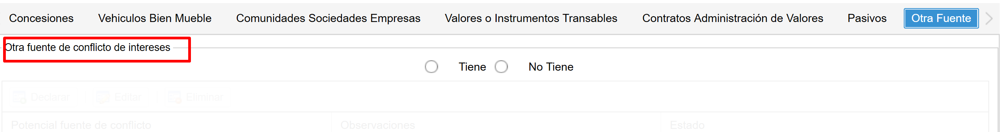 Concesiones Vehiculos Bien Mueble Comunidades Sociedades Empresas Valores o Instrumentos Transables Contratos Administración de Valores Pasivos Otra Fuente
Otra fuente de conflicto de intereses
Tiene No Tiene
Declarar Editar Eliminar
Potencial fuente de conflicto Observaciones Estado